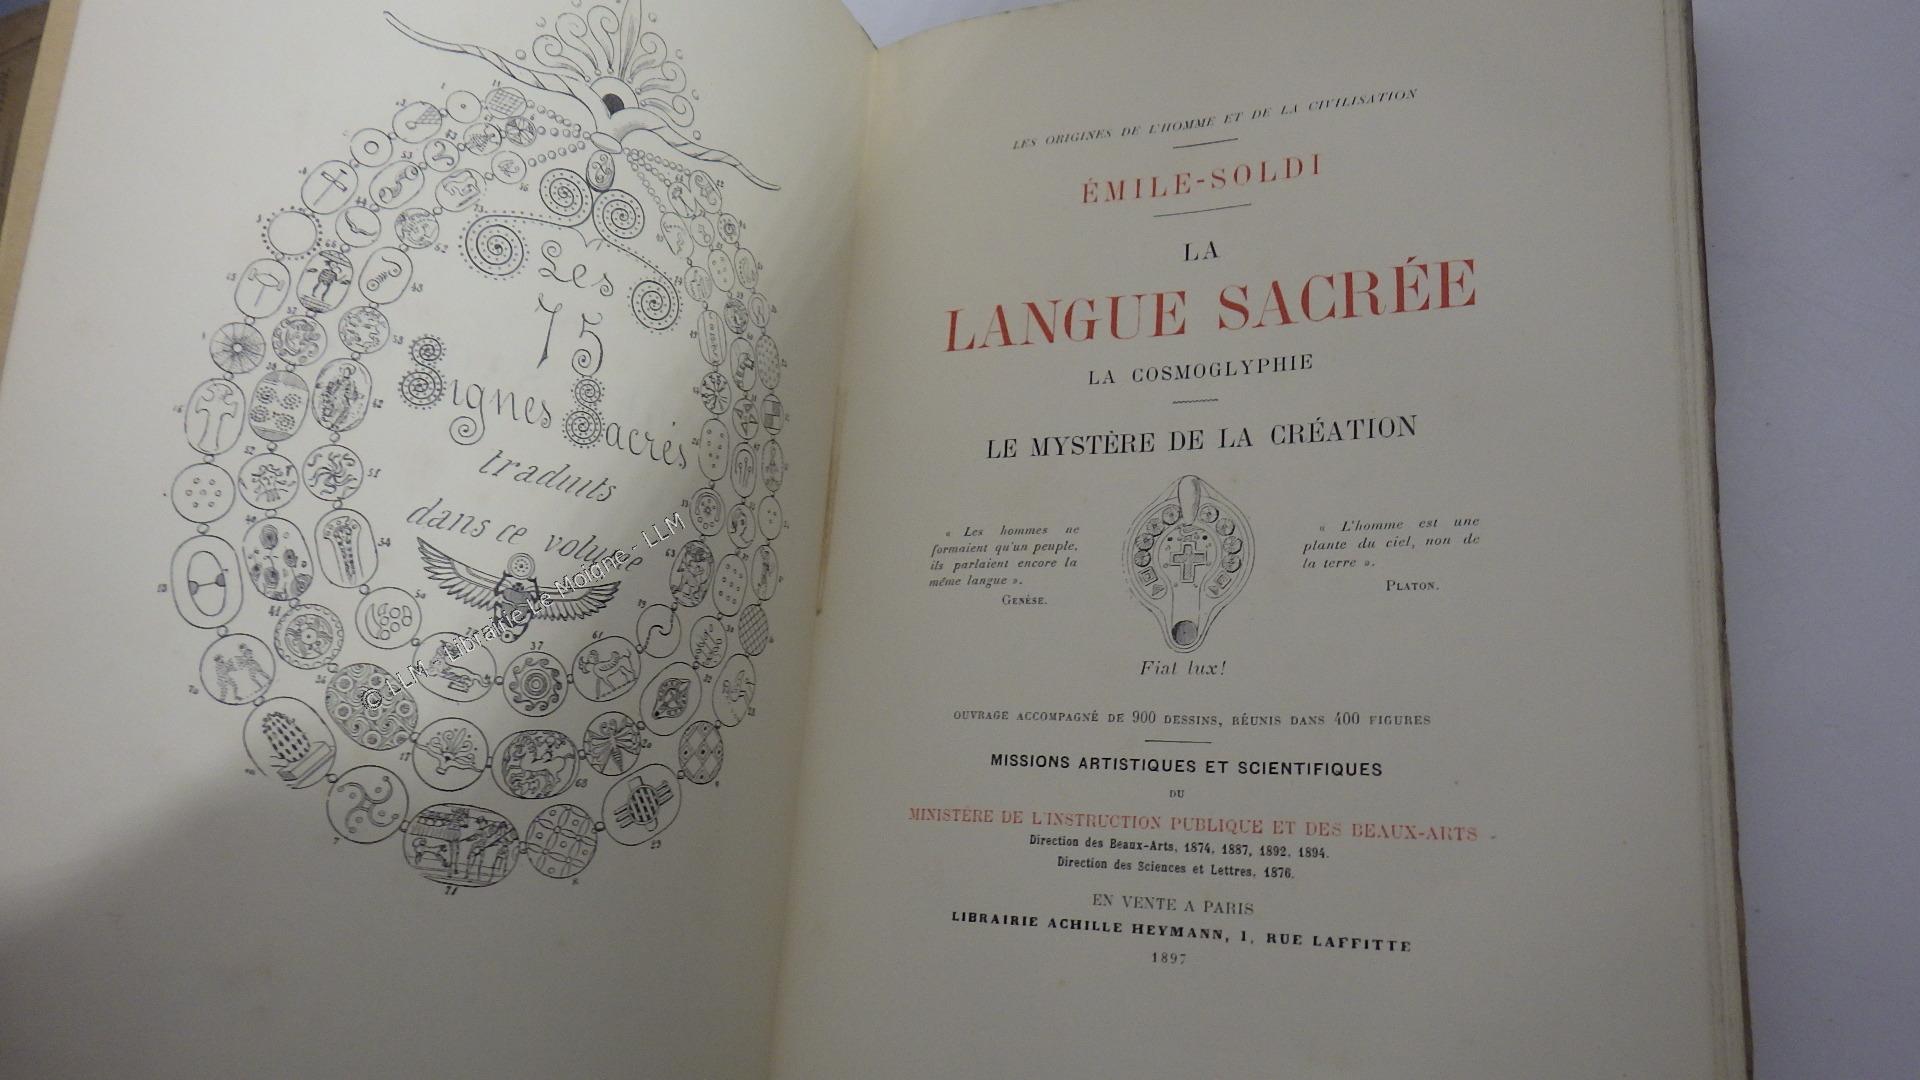 Les
75
Signes Sacrés
traduits
dans ce volume
© LLM - Librairie Le Moigne - LLM
LES ORIGINES DE L'HOMME ET DE LA CIVILISATION
ÉMILE-SOLDI
LA
LANGUE SACRÉE
LA COSMOGLYPHIE
LE MYSTÈRE DE LA CRÉATION
« Les hommes ne
formaient qu'un peuple,
ils parlaient encore la
même langue ».
GENÈSE.
« L'homme est une
plante du ciel, non de
la terre ».
PLATON.
Fiat lux!
OUVRAGE ACCOMPAGNÉ DE 900 DESSINS, RÉUNIS DANS 400 FIGURES
MISSIONS ARTISTIQUES ET SCIENTIFIQUES
DU
MINISTÈRE DE L'INSTRUCTION PUBLIQUE ET DES BEAUX-ARTS
Direction des Beaux-Arts, 1874, 1887, 1892, 1894.
Direction des Sciences et Lettres, 1876.
EN VENTE A PARIS
LIBRAIRIE ACHILLE HEYMANN, 1, RUE LAFFITTE
1897